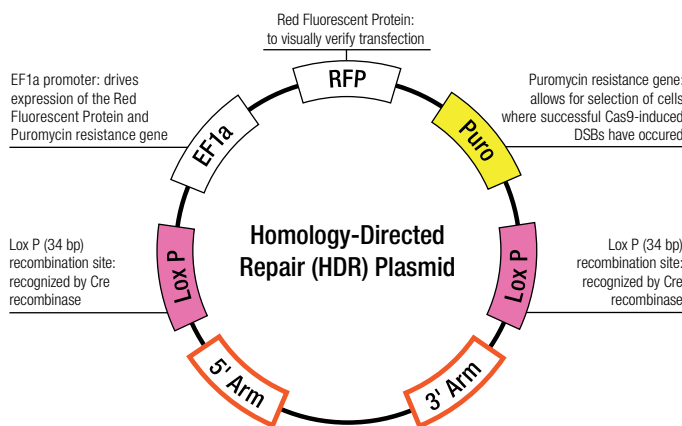 Red Fluorescent Protein:
to visually verify transfection
RFP
EF1a promoter: drives
expression of the Red
Fluorescent Protein and
Puromycin resistance gene
Puromycin resistance gene:
allows for selection of cells
where successful Cas9-induced
DSBs have occured
EF1a
Puro
Homology-Directed
Repair (HDR) Plasmid
Lox P (34 bp)
recombination site:
recognized by Cre
recombinase
Lox P
Lox P
Lox P (34 bp)
recombination site:
recognized by Cre
recombinase
5' Arm
3' Arm